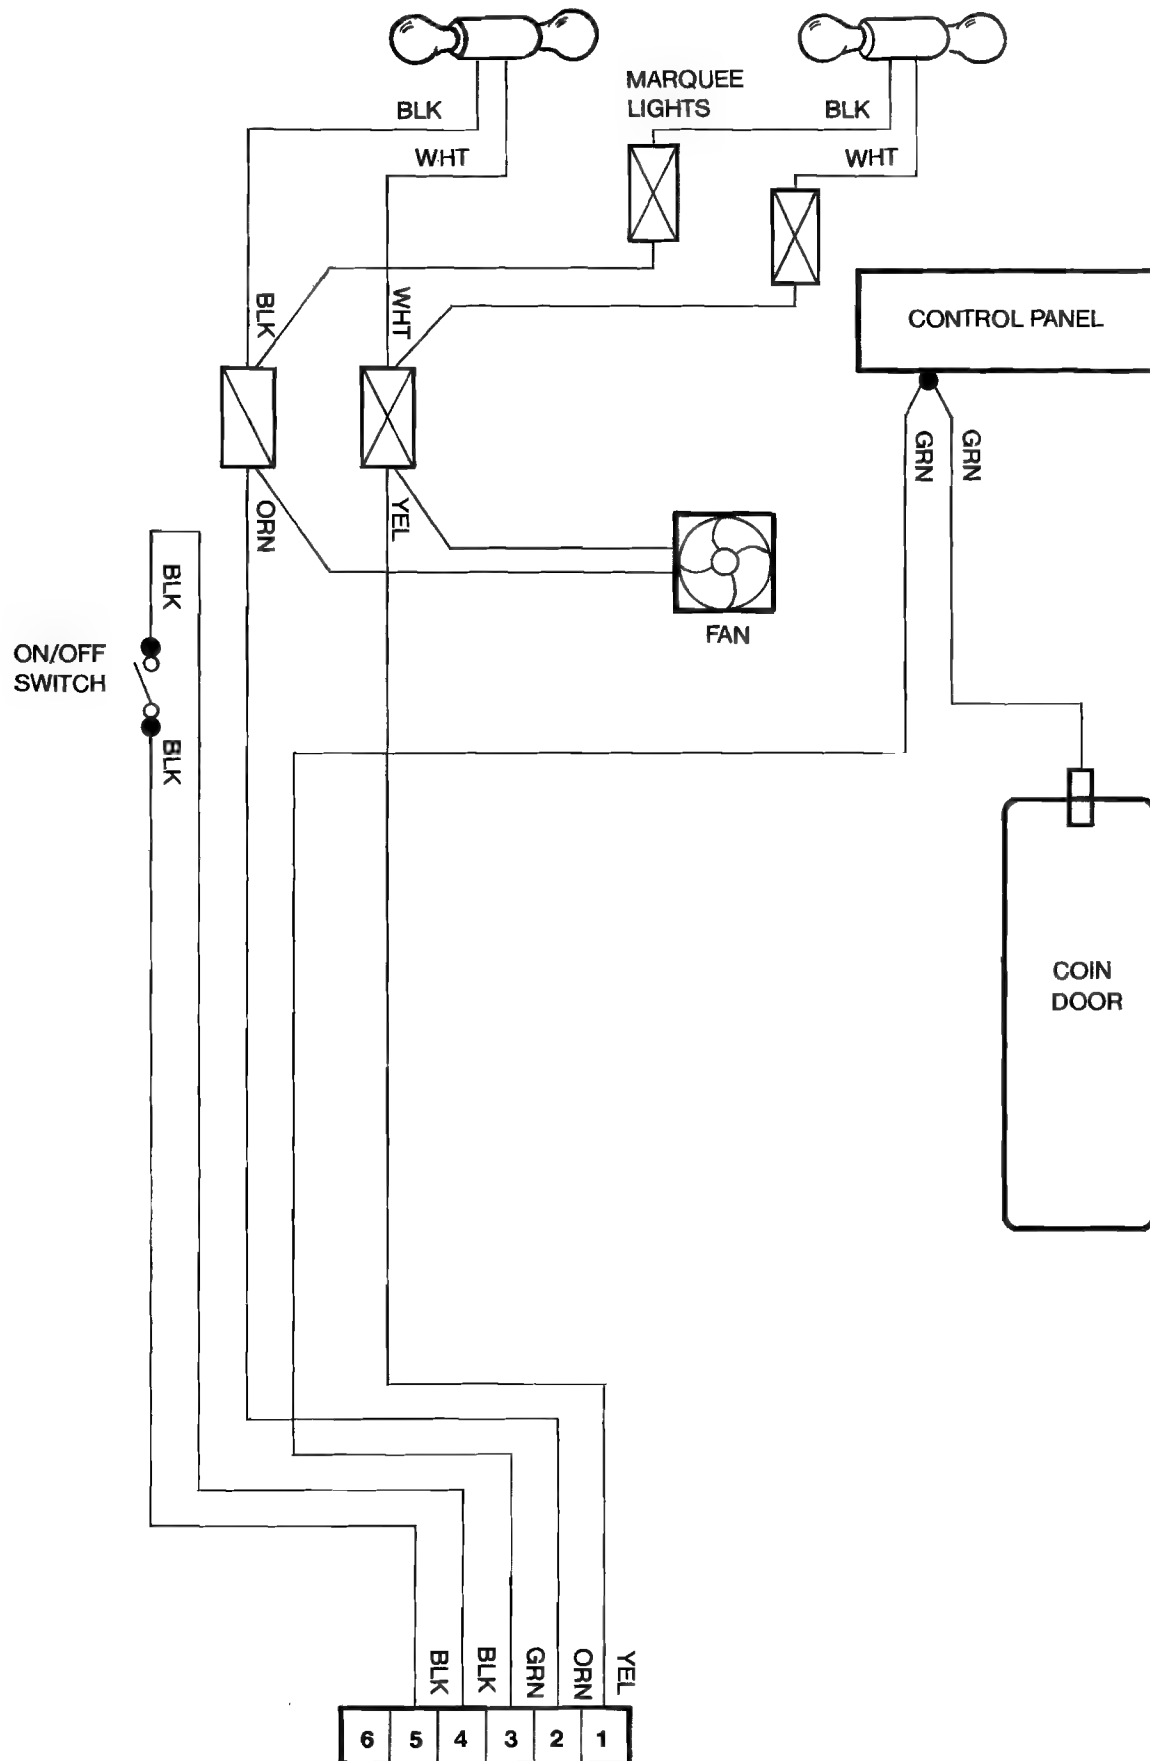 MARQUEE
LIGHTS
BLK
BLK
WHT
WHT
BLK
WHT
CONTROL PANEL
GRN
GRN
ORN
YEL
BLK
FAN
ON/OFF
SWITCH
BLK
COIN
DOOR
BLK
BLK
GRN
ORN
YEL
6 5 4 3 2 1